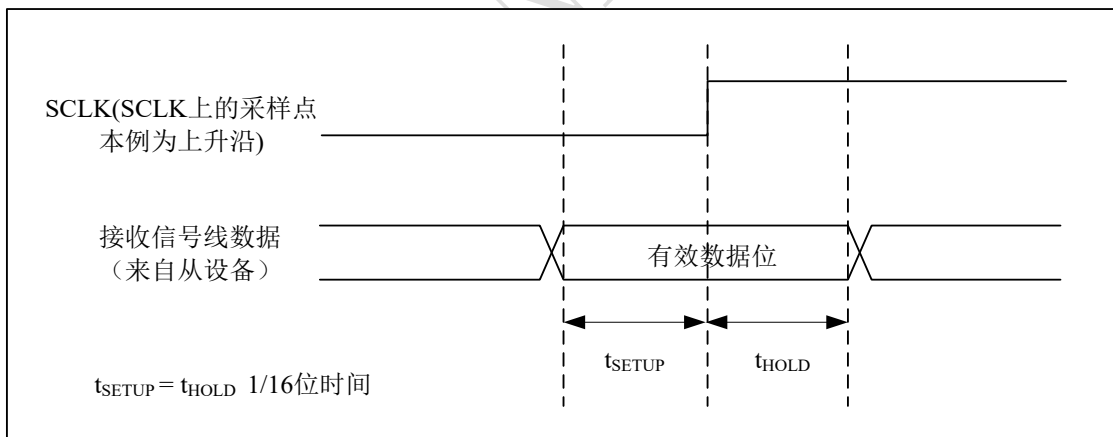 SCLK(SCLK上的采样点
本例为上升沿)
接收信号线数据
（来自从设备）
有效数据位
tSETUP
tHOLD
tSETUP = tHOLD 1/16位时间